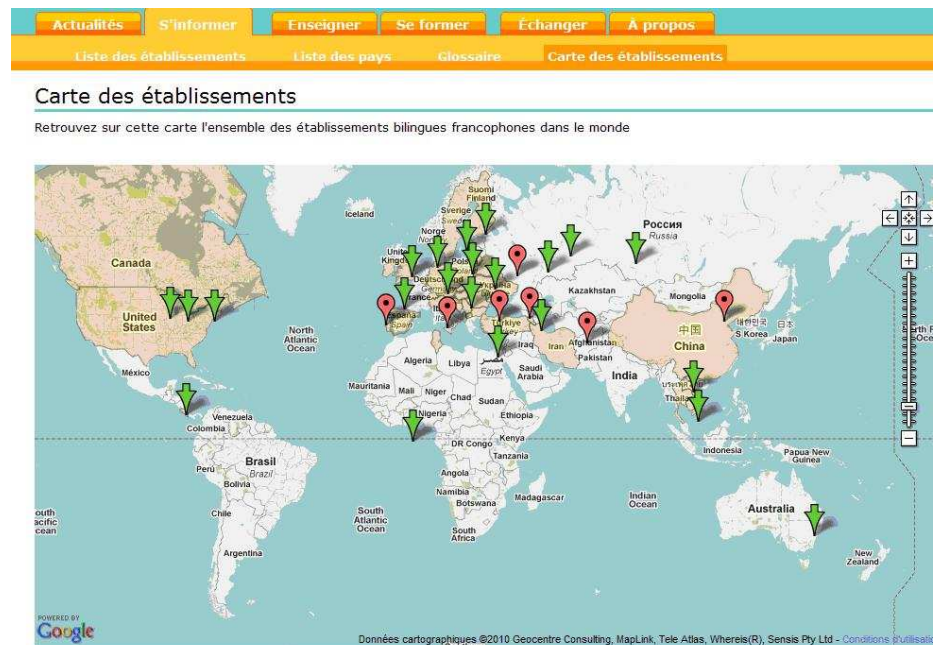 Actualités S'informer Enseigner Se former Échanger À propos
Liste des établissements Liste des pays Glossaire Carte des établissements
Carte des établissements
Retrouvez sur cette carte l'ensemble des établissements bilingues francophones dans le monde
Suomi
Finland
Iceland
Sverige
Norge
Россия
Russia
Canada
Kazakhstan
Mongolia
United
States
North
Atlantic
Ocean
Spain
Türkiye
中国
China
S Korea
日本
Japan
Iraq
Iran
Afghanistan
Pakistan
Algeria
Libya
Egypt
Saudi
Arabia
India
México
Mauritania
Mali
Niger
Chad
Sudan
Nigeria
Ethiopia
Venezuela
Colombia
DR Congo
Kenya
Tanzania
Indonesia
Papua New
Guinea
Perú
Brasil
Brazil
Bolivia
Angola
Namibia
Botswana
Madagascar
Indian
Ocean
Chile
South
Atlantic
Ocean
South
Africa
Australia
Argentina
New
Zealand
POWERED BY
Google
Données cartographiques ©2010 Geocentre Consulting, MapLink, Tele Atlas, Whereis(R), Sensis Pty Ltd - Conditions d'utilisation